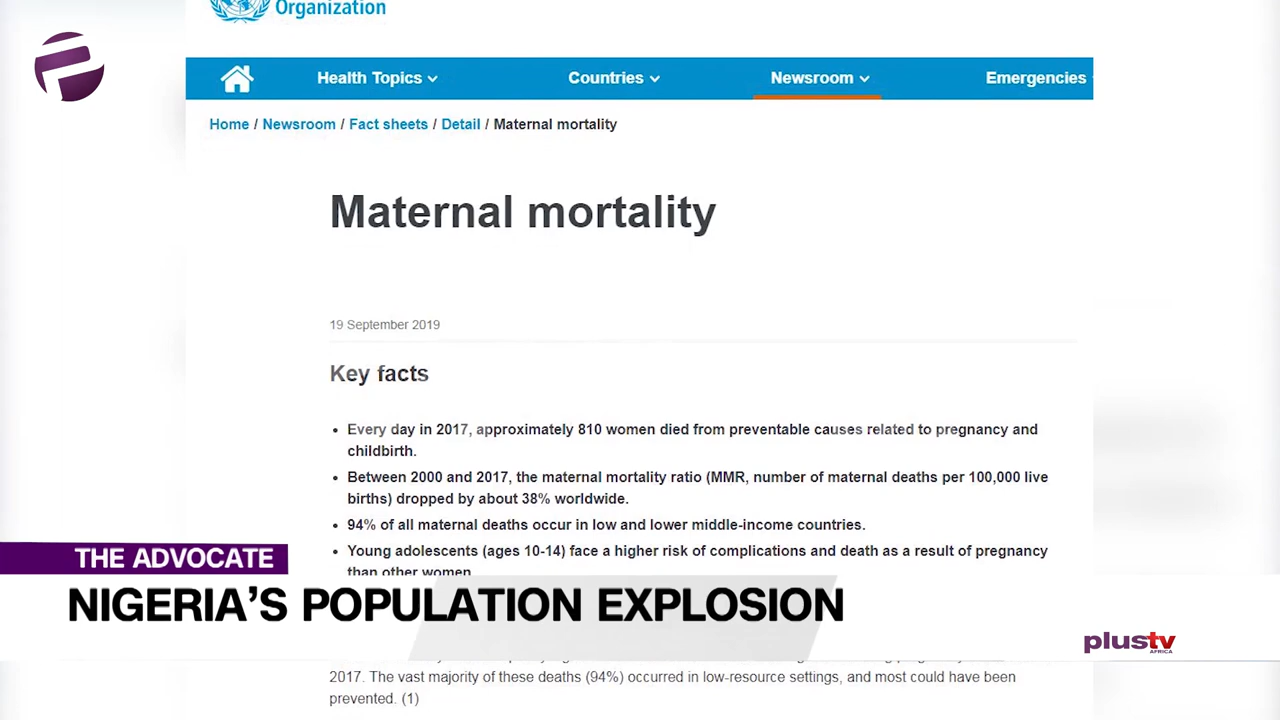 Organization
Health Topics
Countries
Newsroom
Emergencies
Home / Newsroom / Fact sheets / Detail / Maternal mortality
Maternal mortality
19 September 2019
Key facts
• Every day in 2017, approximately 810 women died from preventable causes related to pregnancy and
childbirth.
• Between 2000 and 2017, the maternal mortality ratio (MMR, number of maternal deaths per 100,000 live
births) dropped by about 38% worldwide.
• 94% of all maternal deaths occur in low and lower middle-income countries.
• Young adolescents (ages 10-14) face a higher risk of complications and death as a result of pregnancy
than other women
THE ADVOCATE
NIGERIA'S POPULATION EXPLOSION
plustv
AFRICA
2017. The vast majority of these deaths (94%) occurred in low-resource settings, and most could have been
prevented. (1)